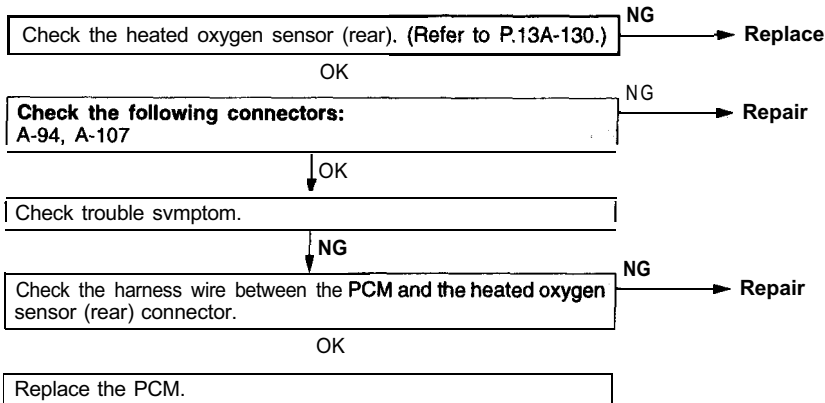 NG
Check the heated oxygen sensor (rear). (Refer to P.13A-130.)
Replace
OK
NG
Check the following connectors:
A-94, A-107
Repair
OK
Check trouble svmptom.
NG
NG
Check the harness wire between the PCM and the heated oxygen
sensor (rear) connector.
Repair
OK
Replace the PCM.